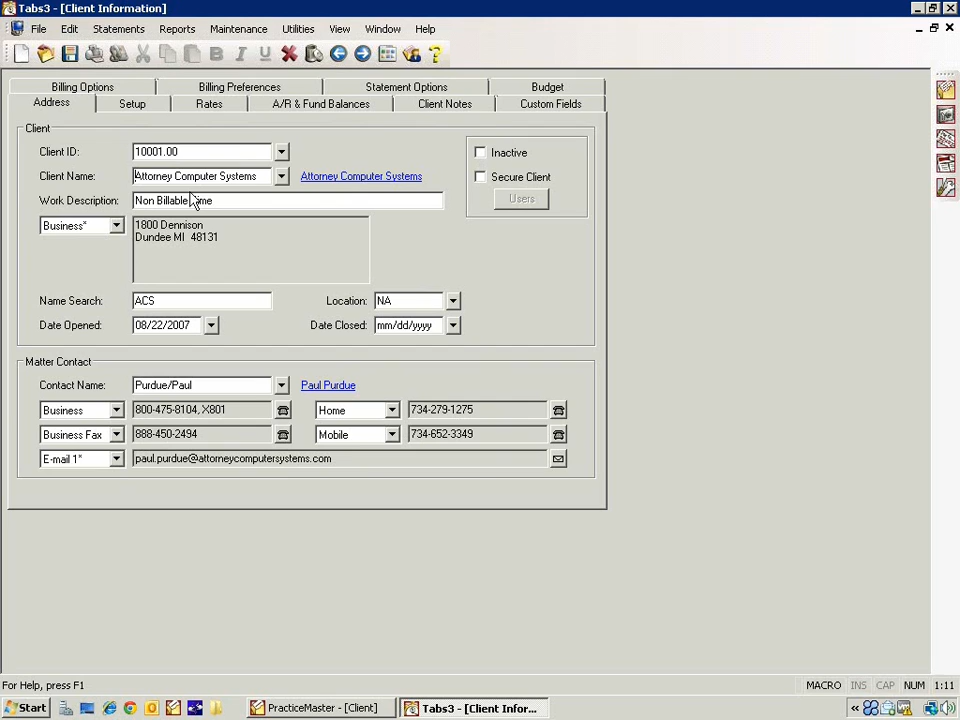 Tabs3 - [Client Information]
File Edit Statements Reports Maintenance Utilities View Window Help
Billing Options Billing Preferences Statement Options Budget
Address Setup Rates A/R & Fund Balances Client Notes Custom Fields
Client
Client ID: 10001.00 Inactive
Client Name: Attorney Computer Systems Attorney Computer Systems Secure Client
Work Description: Non Billable Time Users
Business* 1800 Dennison
Dundee MI 48131
Name Search: ACS Location: NA
Date Opened: 08/22/2007 Date Closed: mm/dd/yyyy
Matter Contact
Contact Name: Purdue/Paul Paul Purdue
Business 800-475-8104, X801 Home 734-279-1275
Business Fax 888-450-2494 Mobile 734-652-3349
E-mail 1* paul.purdue@attorneycomputersystems.com
For Help, press F1 MACRO INS CAP NUM 1:11
Start PracticeMaster - [Client] Tabs3 - [Client Infor...